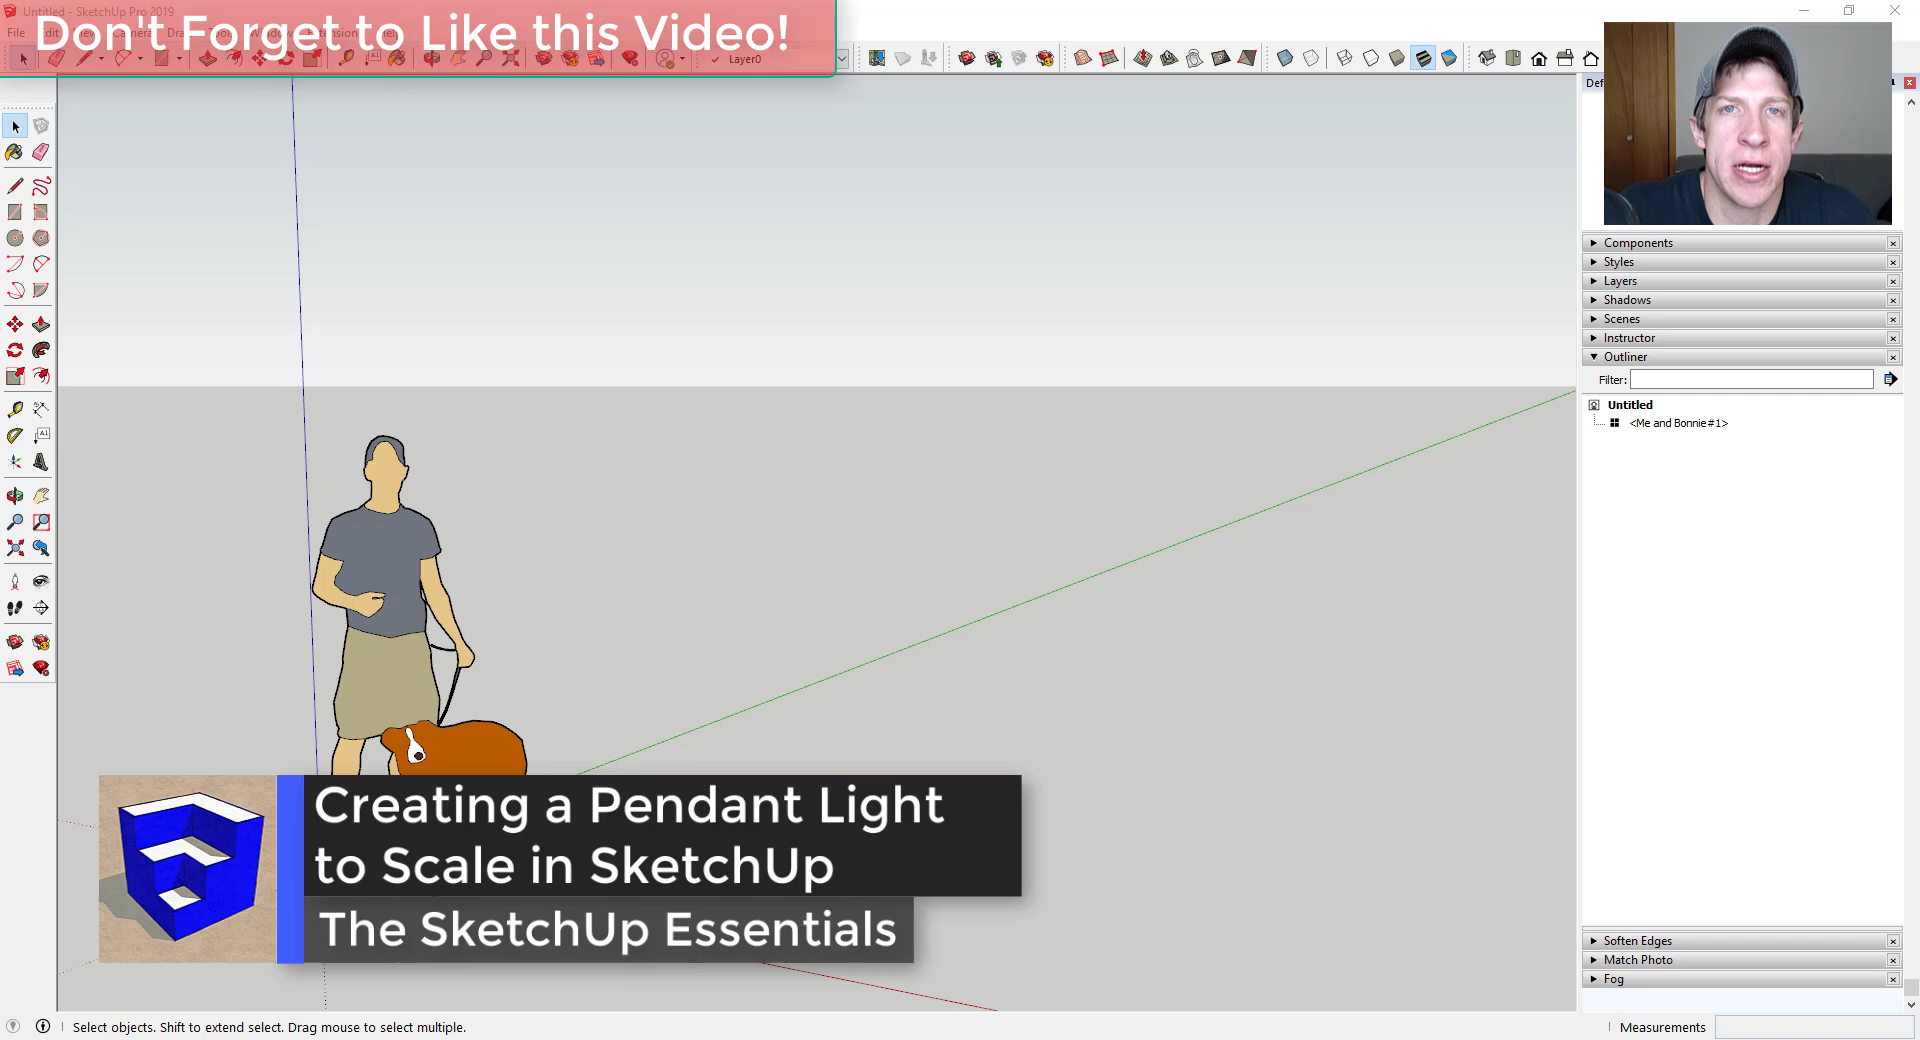 Untitled - SketchUp Pro 2019
Don't Forget to Like this Video!
File
Layer0
Components
Styles
Layers
Shadows
Scenes
Instructor
Outliner
Filter:
Untitled
<Me and Bonnie#1>
Creating a Pendant Light
to Scale in SketchUp
The SketchUp Essentials
Soften Edges
Match Photo
Fog
Select objects. Shift to extend select. Drag mouse to select multiple.
Measurements